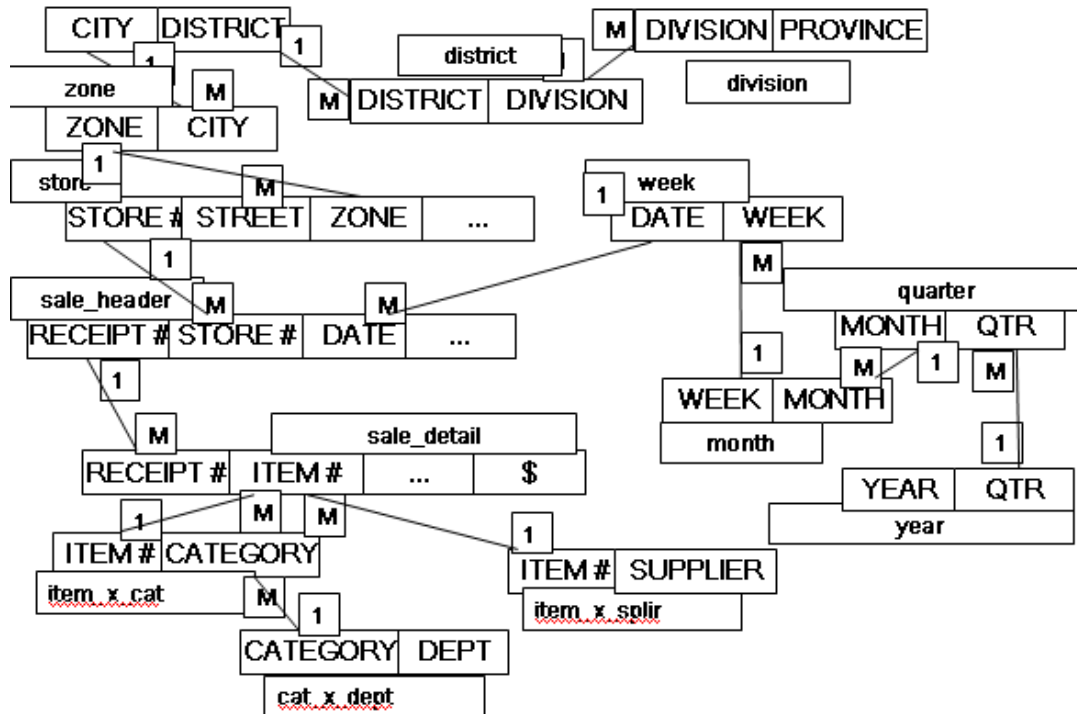 CITY DISTRICT
1
M
DIVISION PROVINCE
district
division
1
zone
M
M
DISTRICT DIVISION
ZONE CITY
1
store
M
week
1
STORE # STREET ZONE ...
DATE WEEK
1
M
sale_header
M
M
quarter
RECEIPT # STORE # DATE ...
MONTH QTR
1
1
M
1
M
WEEK MONTH
M
sale_detail
month
RECEIPT # ITEM # ... $
1
YEAR QTR
1
M
M
1
year
ITEM # CATEGORY
ITEM # SUPPLIER
item_x_cat
M
1
item_x_splir
CATEGORY DEPT
cat_x_dept